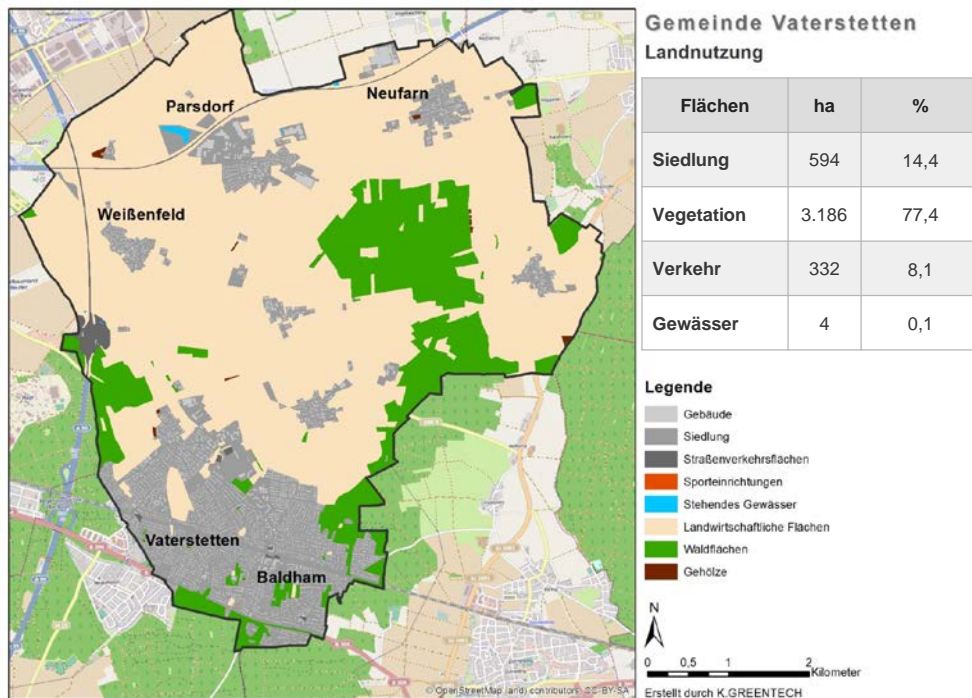 Gemeinde Vaterstetten
Landnutzung
Flächen ha %
Siedlung 594 14,4
Vegetation 3.186 77,4
Verkehr 332 8,1
Gewässer 4 0,1
Legende
Gebäude
Siedlung
Straßenverkehrsflächen
Sporteinrichtungen
Stehendes Gewässer
Landwirtschaftliche Flächen
Waldflächen
Gehölze
N
0 0,5 1 2
Kilometer
Erstellt durch K.GREENTECH
Parsdorf
Neufarn
Weißenfeld
Vaterstetten
Baldham
© OpenStreetMap (and) contributors, CC-BY-SA